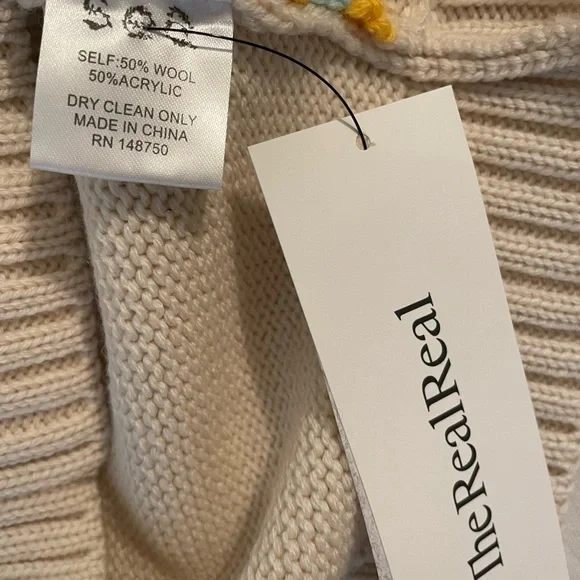 SELF:50% WOOL
50%ACRYLIC
DRY CLEAN ONLY
MADE IN CHINA
RN 148750
TheRealReal